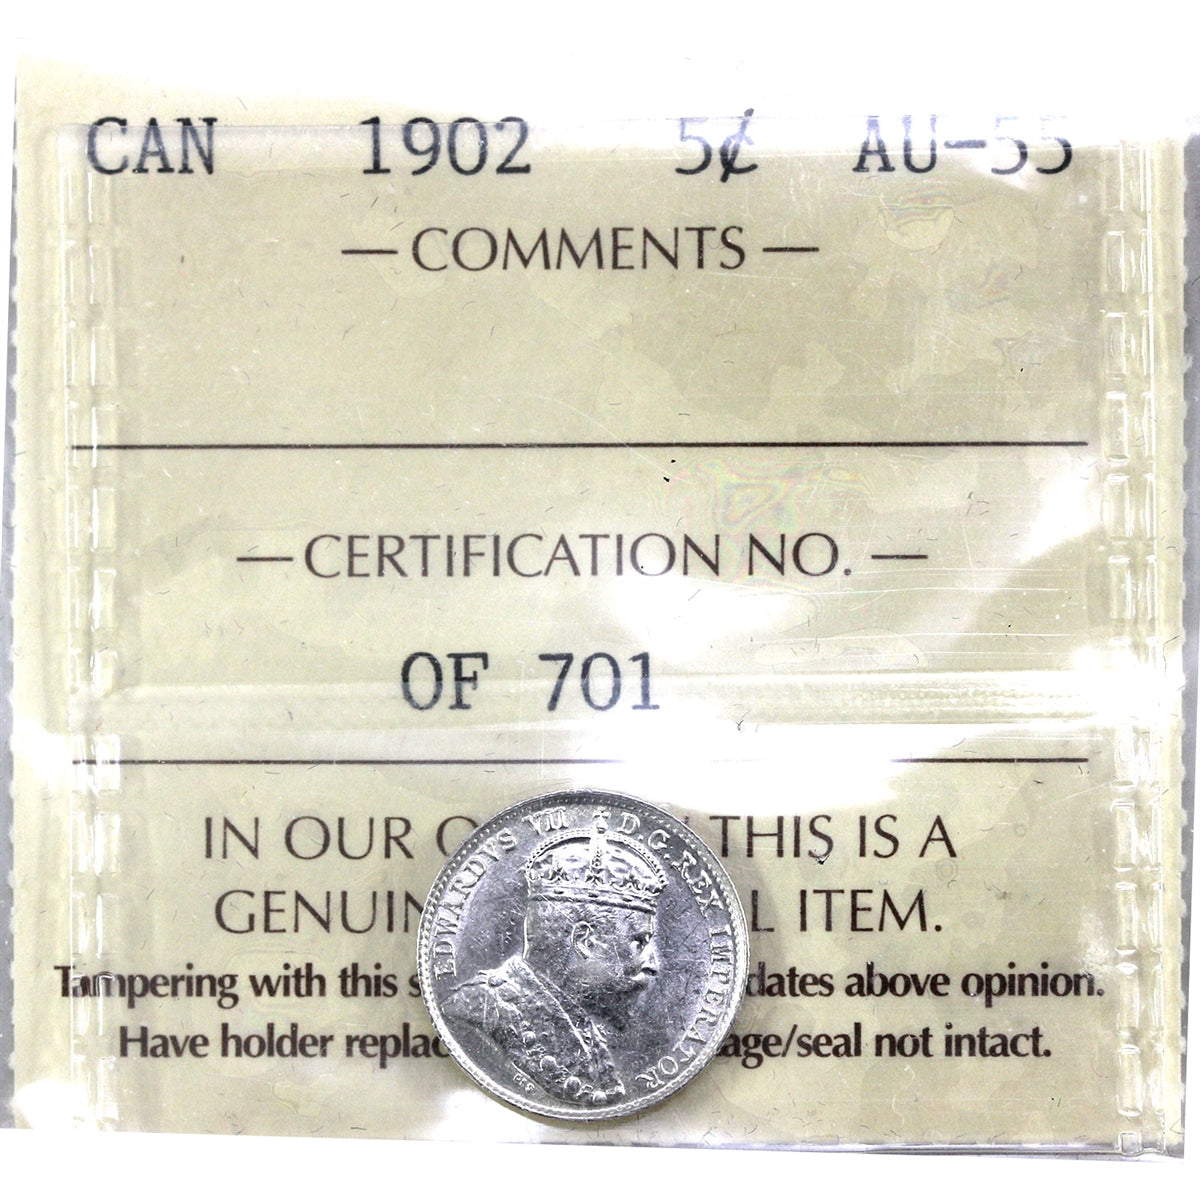 CAN 1902 5¢ AU-55
— COMMENTS —
— CERTIFICATION NO. —
OF 701
IN OUR O THIS IS A
GENUIN L ITEM.
Tampering with this s dates above opinion.
Have holder replac age/seal not intact.
EDWARDVS VII D.G. REX IMPERATOR